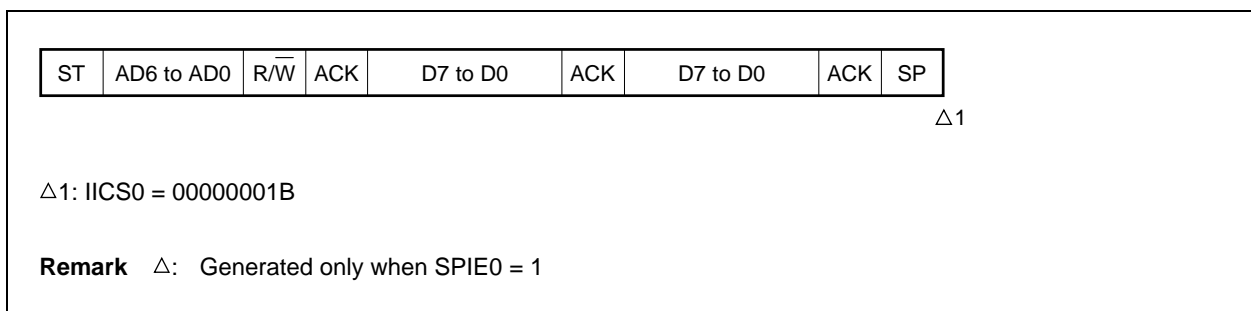 ST AD6 to AD0 R/W̅ ACK D7 to D0 ACK D7 to D0 ACK SP
△1
△1: IICS0 = 00000001B
Remark △: Generated only when SPIE0 = 1